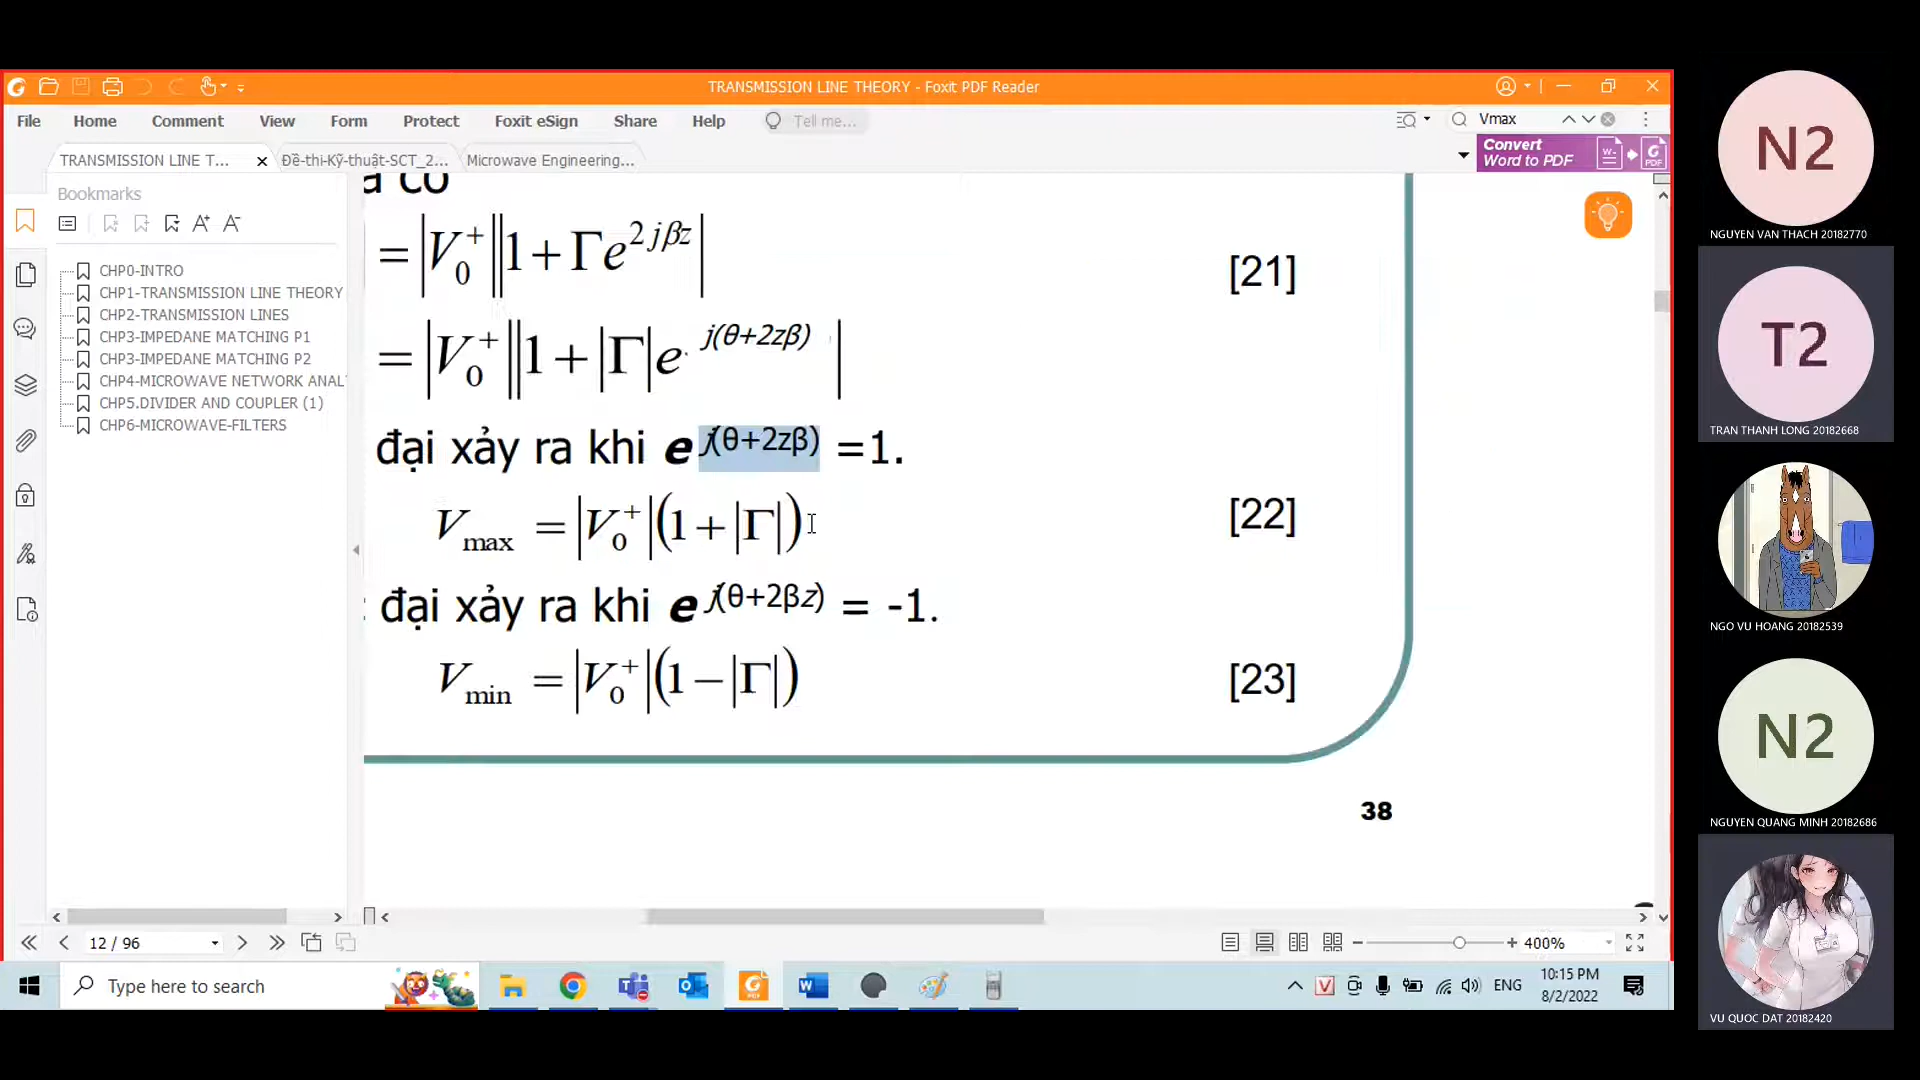 TRANSMISSION LINE THEORY - Foxit PDF Reader
File Home Comment View Form Protect Foxit eSign Share Help Tell me... Vmax
TRANSMISSION LINE T... Đề-thi-Kỹ-thuật-SCT_2... Microwave Engineering... Convert Word to PDF
Bookmarks
CHP0-INTRO
CHP1-TRANSMISSION LINE THEORY
CHP2-TRANSMISSION LINES
CHP3-IMPEDANE MATCHING P1
CHP3-IMPEDANE MATCHING P2
CHP4-MICROWAVE NETWORK ANAL
CHP5.DIVIDER AND COUPLER (1)
CHP6-MICROWAVE-FILTERS
a có
= |V₀⁺||1 + Γe^{2jβz}| [21]
= |V₀⁺||1 + |Γ|e^{j(θ+2zβ)}|
đại xảy ra khi e^{j(θ+2zβ)} =1.
V_max = |V₀⁺|(1 + |Γ|) [22]
đại xảy ra khi e^{j(θ+2βz)} = -1.
V_min = |V₀⁺|(1 − |Γ|) [23]
38
12 / 96 400%
Type here to search ENG 10:15 PM
8/2/2022
N2
NGUYEN VAN THACH 20182770
T2
TRAN THANH LONG 20182668
NGO VU HOANG 20182539
N2
NGUYEN QUANG MINH 20182686
VU QUOC DAT 20182420